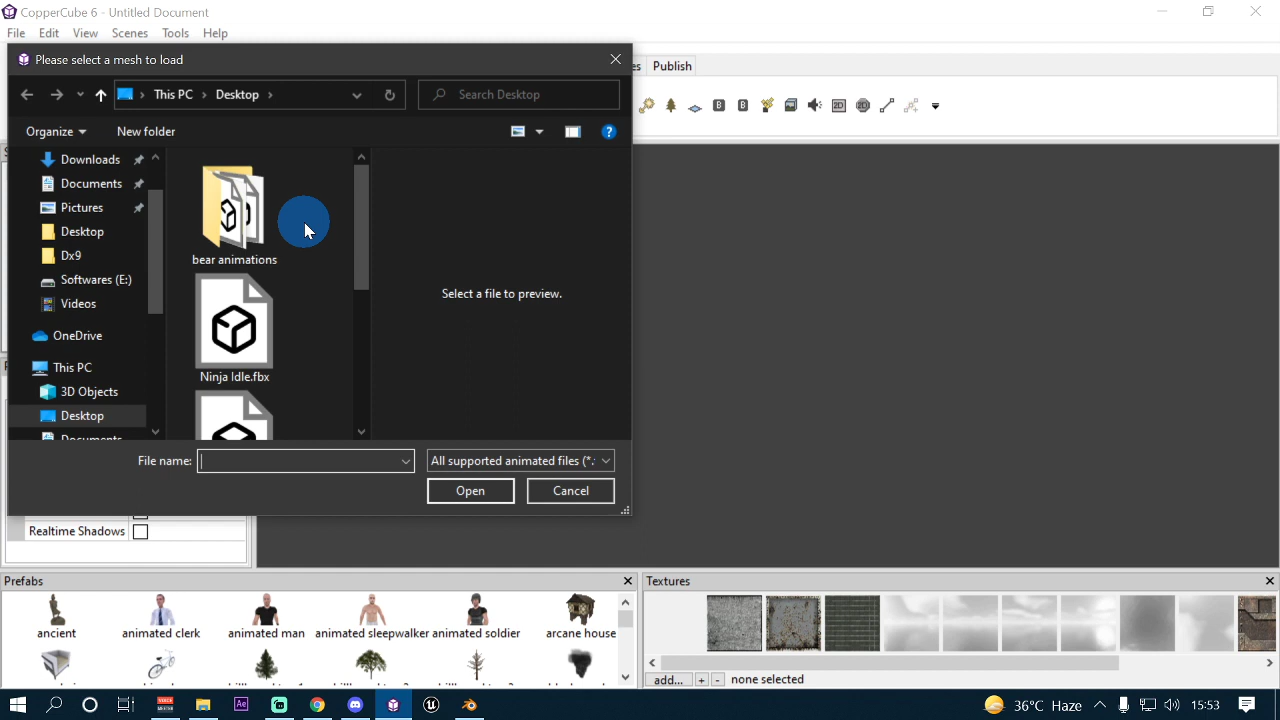 CopperCube 6 - Untitled Document
File Edit View Scenes Tools Help
Please select a mesh to load
Publish
This PC Desktop
Search Desktop
Organize New folder
Downloads
Documents
Pictures
Desktop
Dx9
Softwares (E:)
Videos
OneDrive
This PC
3D Objects
Desktop
Documents
bear animations
Ninja Idle.fbx
Select a file to preview.
File name:
All supported animated files (*.
Open Cancel
Realtime Shadows
Prefabs
ancient animated clerk animated man animated sleepwalker animated soldier arcane house
Textures
add... + - none selected
36°C Haze 15:53